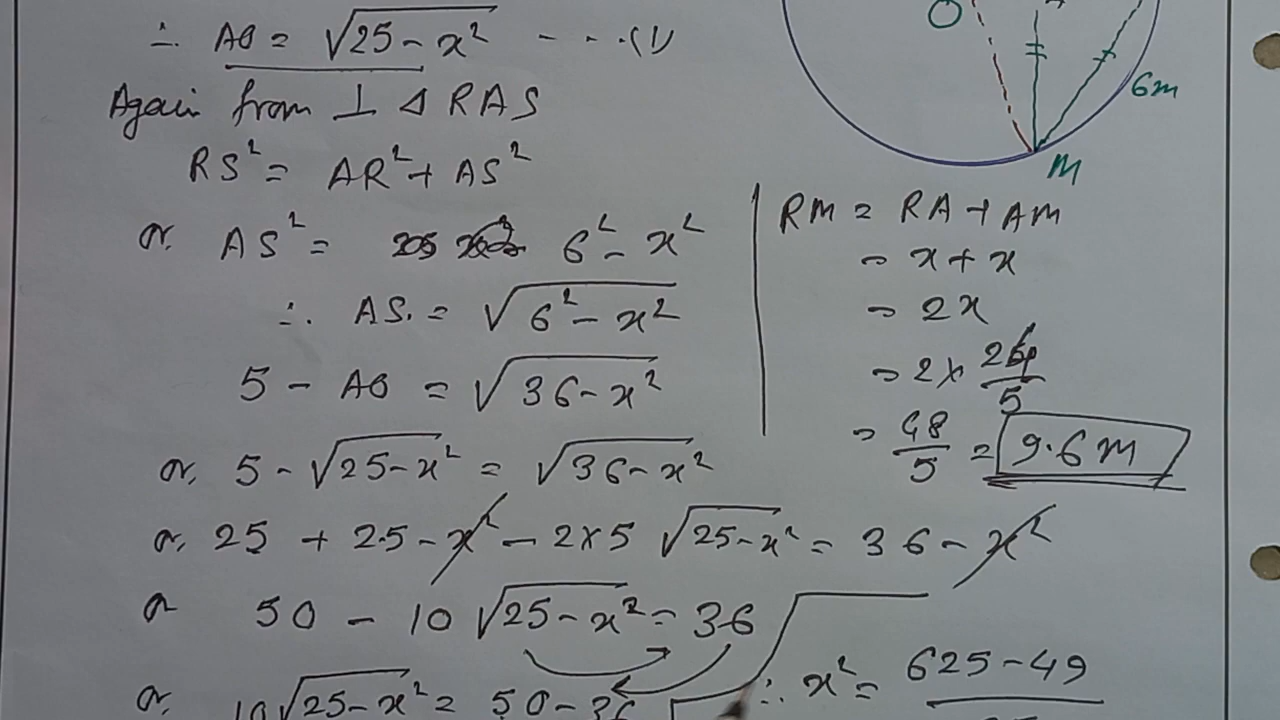 ∴ AO = √25 - x² - - - - (1)
Again from ⊥ Δ RAS
RS² = AR² + AS²
or, AS² = 6² - x²
∴ AS. = √6² - x²
5 - AO = √36 - x²
or, 5 - √25 - x² = √36 - x²
or, 25 + 25 - x² - 2×5 √25 - x² = 36 - x²
or 50 - 10 √25 - x² = 36
or, 10√25 - x² = 50 - 36
O
6m
M
RM = RA + AM
= x + x
= 2x
= 2 × 24/5
= 48/5 = 9.6 m
∴ x² = 625 - 49